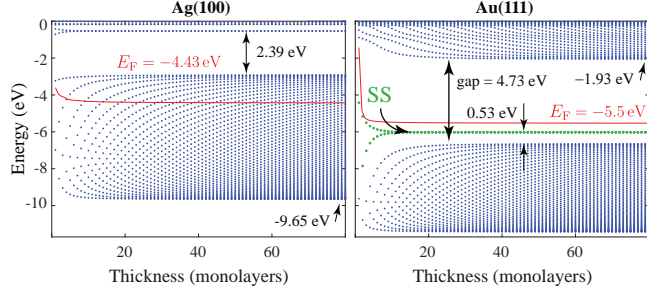 Ag(100)
Au(111)
Energy (eV)
0
-2
-4
-6
-8
-10
E_F = −4.43 eV
2.39 eV
-9.65 eV
20
40
60
80
Thickness (monolayers)
gap = 4.73 eV
-1.93 eV
SS
0.53 eV
E_F = −5.5 eV
20
40
60
80
Thickness (monolayers)